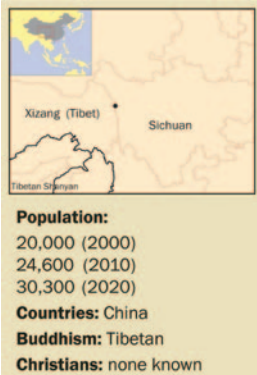 Xizang (Tibet)
Sichuan
Tibetan Shanyan
Population:
20,000 (2000)
24,600 (2010)
30,300 (2020)
Countries: China
Buddhism: Tibetan
Christians: none known